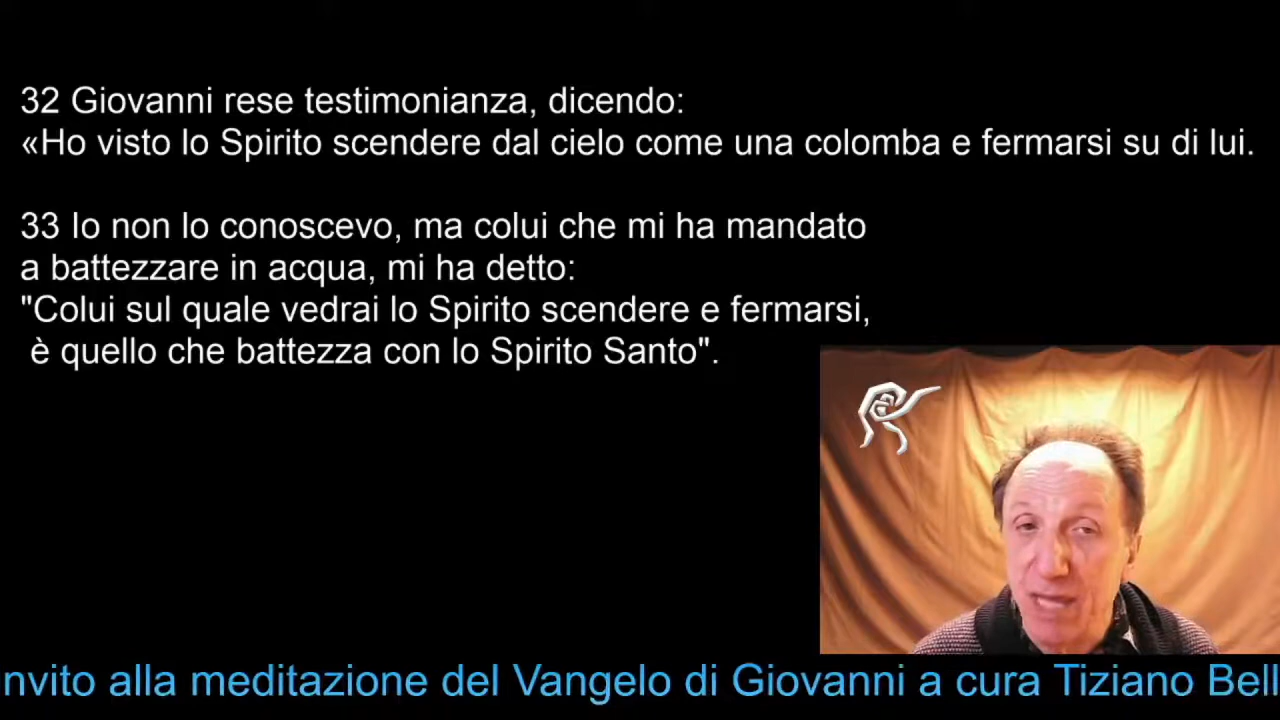 32 Giovanni rese testimonianza, dicendo:
«Ho visto lo Spirito scendere dal cielo come una colomba e fermarsi su di lui.
33 Io non lo conoscevo, ma colui che mi ha mandato
a battezzare in acqua, mi ha detto:
"Colui sul quale vedrai lo Spirito scendere e fermarsi,
è quello che battezza con lo Spirito Santo".
nvito alla meditazione del Vangelo di Giovanni a cura Tiziano Bell